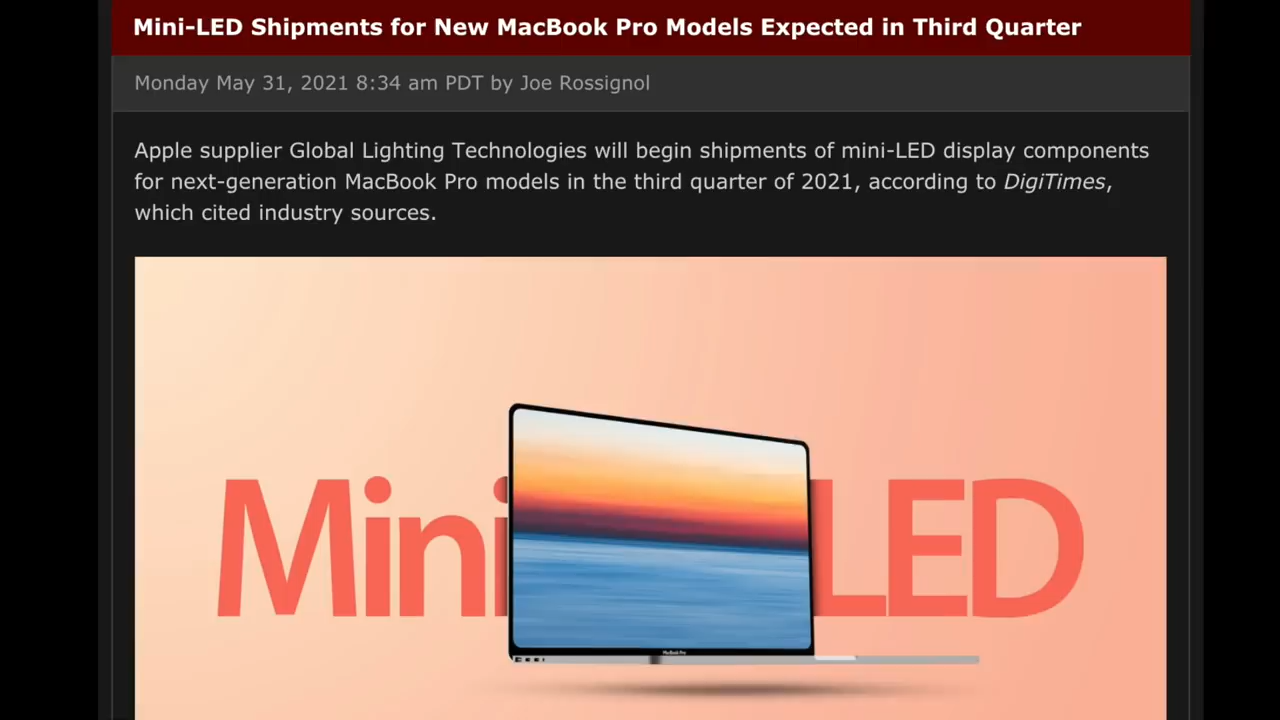 Mini-LED Shipments for New MacBook Pro Models Expected in Third Quarter
Monday May 31, 2021 8:34 am PDT by Joe Rossignol
Apple supplier Global Lighting Technologies will begin shipments of mini-LED display components
for next-generation MacBook Pro models in the third quarter of 2021, according to DigiTimes,
which cited industry sources.
Mini LED
MacBook Pro